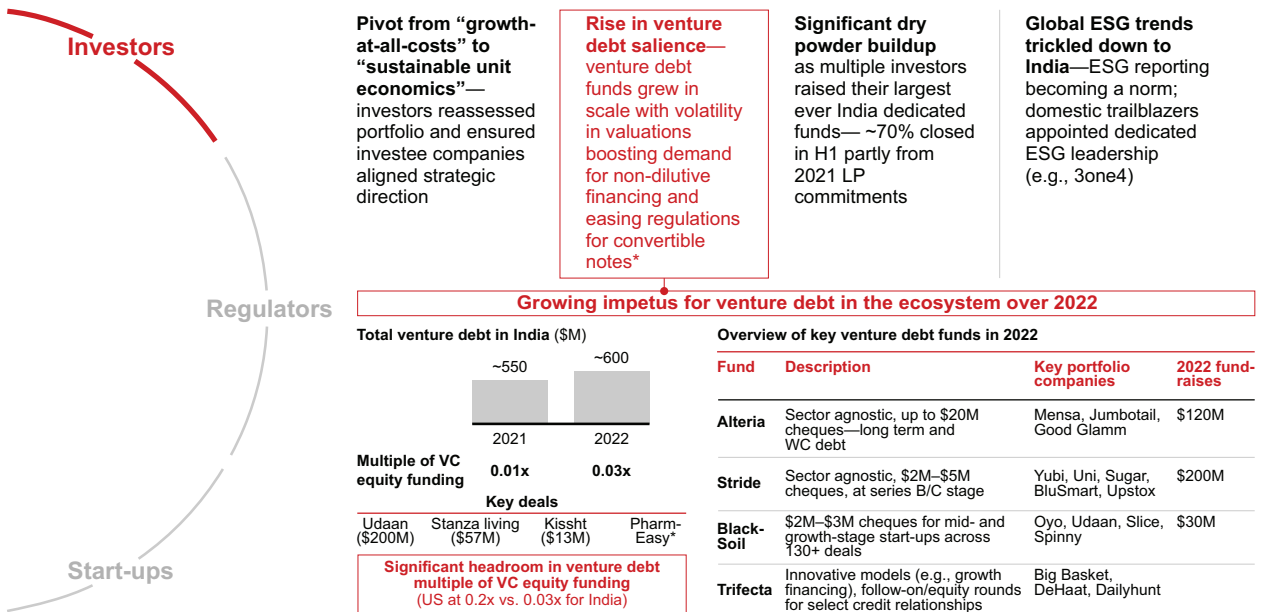 Investors
Regulators
Start-ups
Pivot from “growth-
at-all-costs” to
“sustainable unit
economics”—
investors reassessed
portfolio and ensured
investee companies
aligned strategic
direction
Rise in venture
debt salience—
venture debt
funds grew in
scale with volatility
in valuations
boosting demand
for non-dilutive
financing and
easing regulations
for convertible
notes*
Significant dry
powder buildup
as multiple investors
raised their largest
ever India dedicated
funds— ~70% closed
in H1 partly from
2021 LP
commitments
Global ESG trends
trickled down to
India—ESG reporting
becoming a norm;
domestic trailblazers
appointed dedicated
ESG leadership
(e.g., 3one4)
Growing impetus for venture debt in the ecosystem over 2022
Total venture debt in India ($M)
~550
~600
2021
2022
Multiple of VC
equity funding
0.01x
0.03x
Key deals
Udaan
($200M)
Stanza living
($57M)
Kissht
($13M)
Pharm-
Easy*
Significant headroom in venture debt
multiple of VC equity funding
(US at 0.2x vs. 0.03x for India)
Overview of key venture debt funds in 2022
Fund
Description
Key portfolio
companies
2022 fund-
raises
Alteria
Sector agnostic, up to $20M
cheques—long term and
WC debt
Mensa, Jumbotail,
Good Glamm
$120M
Stride
Sector agnostic, $2M–$5M
cheques, at series B/C stage
Yubi, Uni, Sugar,
BluSmart, Upstox
$200M
Black-
Soil
$2M–$3M cheques for mid- and
growth-stage start-ups across
130+ deals
Oyo, Udaan, Slice,
Spinny
$30M
Trifecta
Innovative models (e.g., growth
financing), follow-on/equity rounds
for select credit relationships
Big Basket,
DeHaat, Dailyhunt